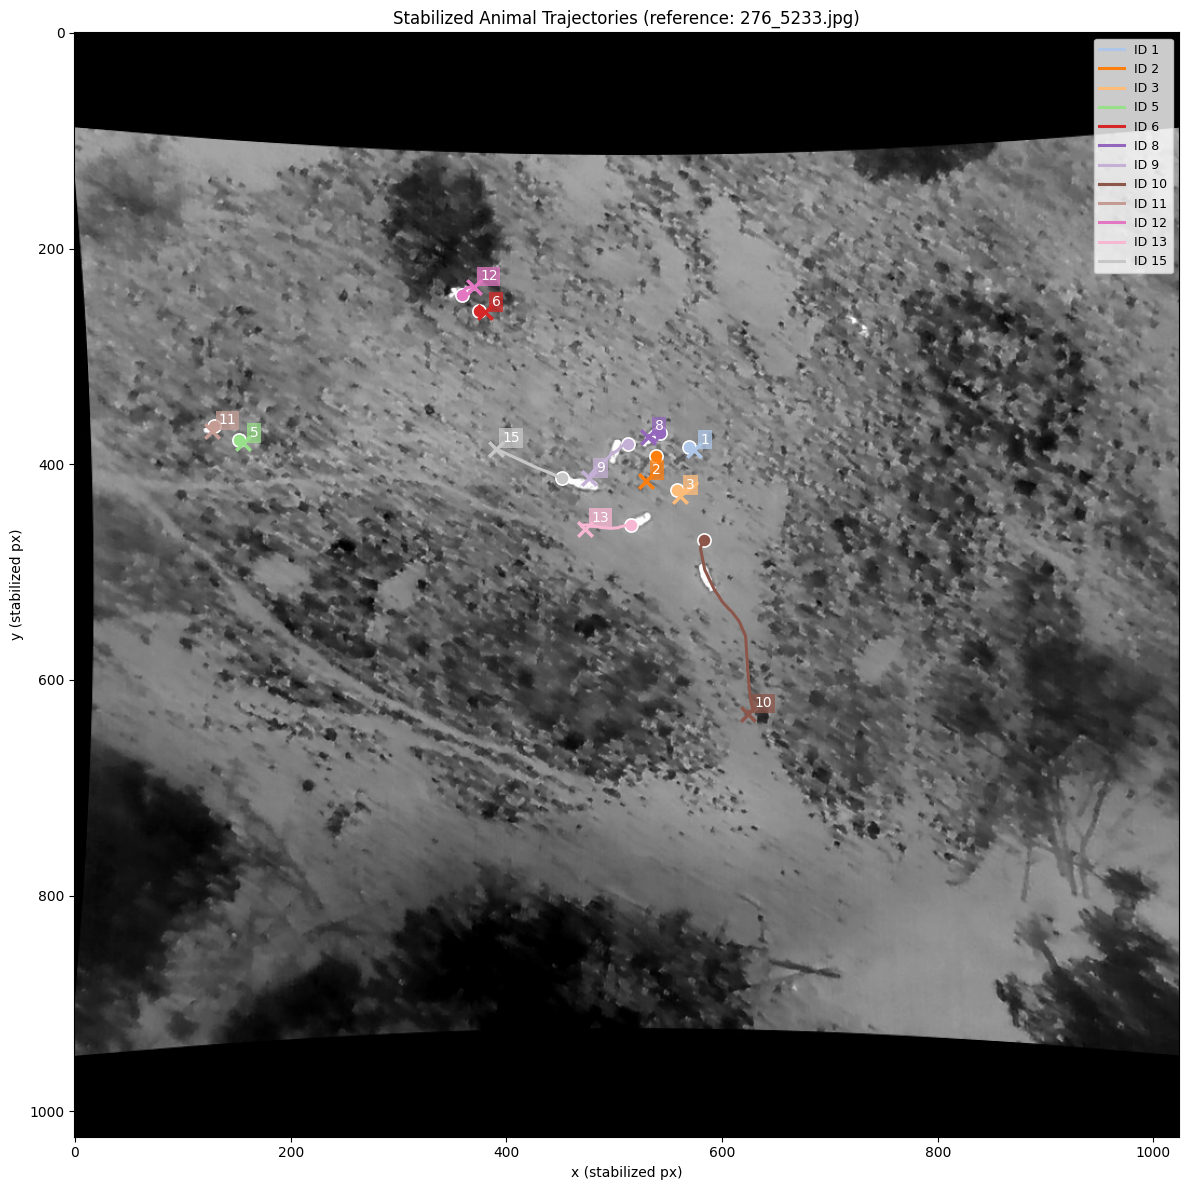 Stabilized Animal Trajectories (reference: 276_5233.jpg)
ID 1
ID 2
ID 3
ID 5
ID 6
ID 8
ID 9
ID 10
ID 11
ID 12
ID 13
ID 15
0
200
400
600
800
1000
y (stabilized px)
12
6
11
5
15
8
1
9
2
3
13
10
0
200
400
600
800
1000
x (stabilized px)